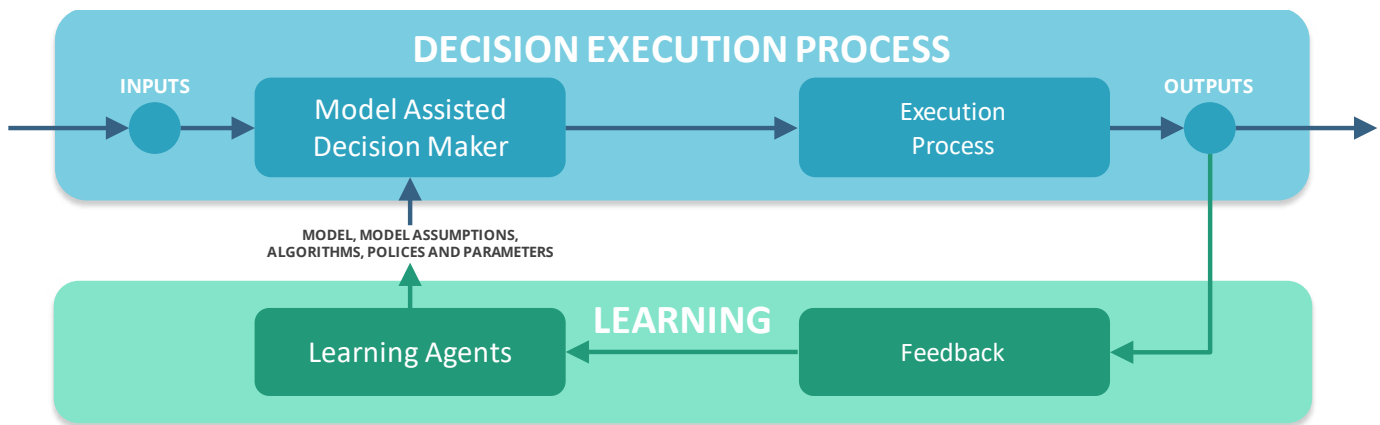 DECISION EXECUTION PROCESS
INPUTS
Model Assisted
Decision Maker
Execution
Process
OUTPUTS
MODEL, MODEL ASSUMPTIONS,
ALGORITHMS, POLICES AND PARAMETERS
LEARNING
Learning Agents
Feedback